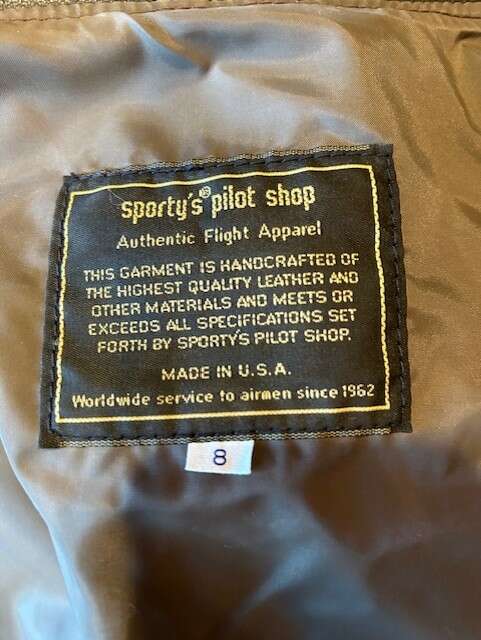 sporty's® pilot shop
Authentic Flight Apparel
THIS GARMENT IS HANDCRAFTED OF
THE HIGHEST QUALITY LEATHER AND
OTHER MATERIALS AND MEETS OR
EXCEEDS ALL SPECIFICATIONS SET
FORTH BY SPORTY'S PILOT SHOP.
MADE IN U.S.A.
Worldwide service to airmen since 1962
8